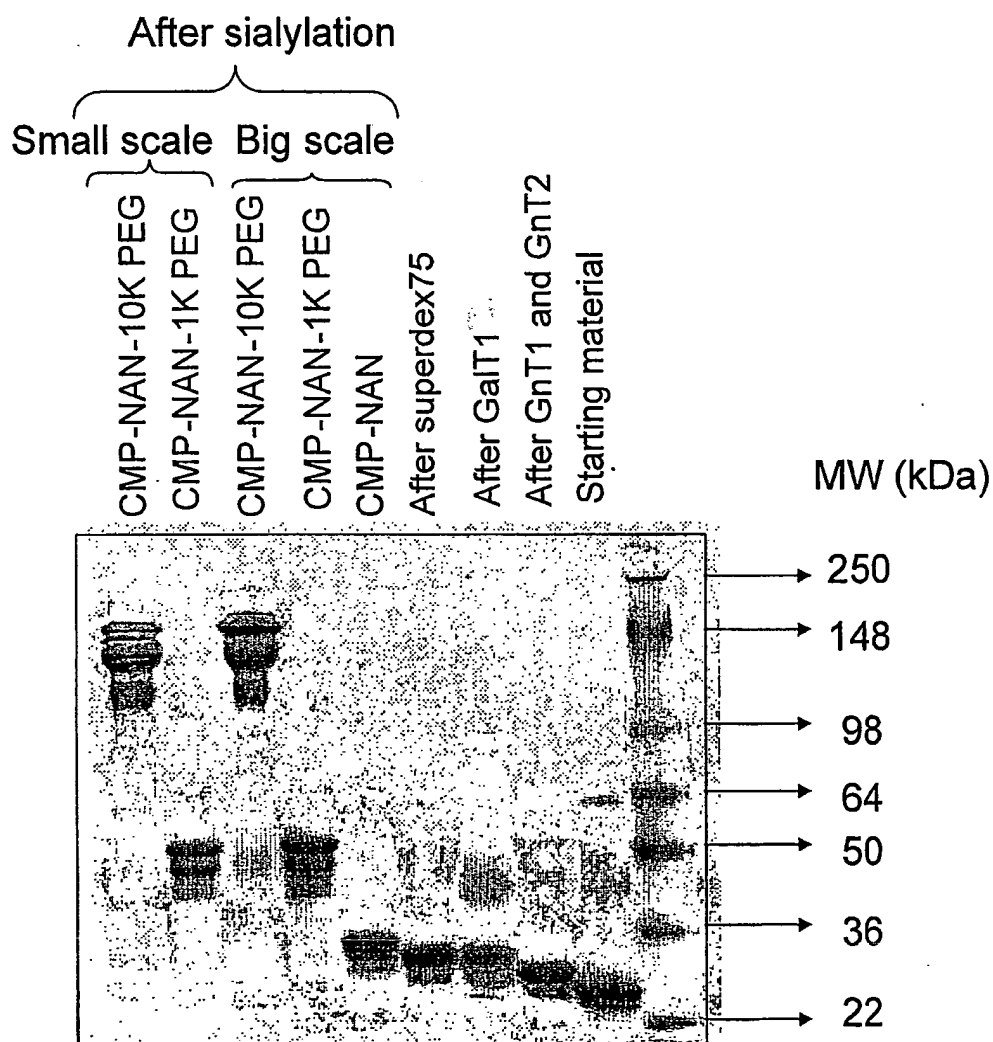 After sialylation
Small scale Big scale
CMP-NAN-10K PEG
CMP-NAN-1K PEG
CMP-NAN-10K PEG
CMP-NAN-1K PEG
CMP-NAN
After superdex75
After GalT1
After GnT1 and GnT2
Starting material
MW (kDa)
250
148
98
64
50
36
22